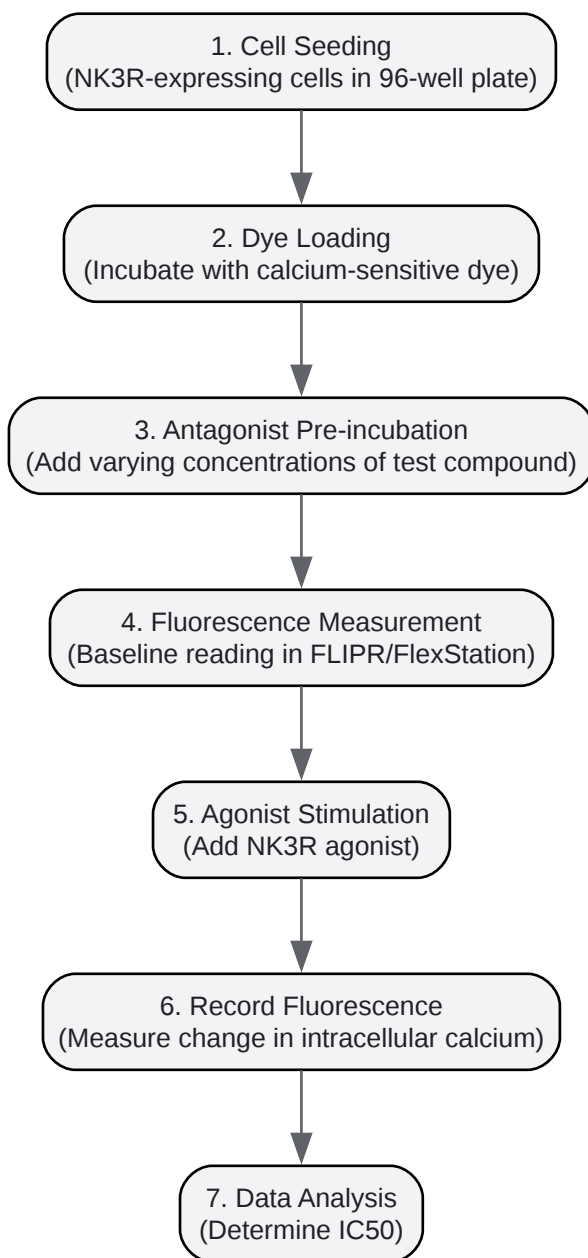 1. Cell Seeding
(NK3R-expressing cells in 96-well plate)
2. Dye Loading
(Incubate with calcium-sensitive dye)
3. Antagonist Pre-incubation
(Add varying concentrations of test compound)
4. Fluorescence Measurement
(Baseline reading in FLIPR/FlexStation)
5. Agonist Stimulation
(Add NK3R agonist)
6. Record Fluorescence
(Measure change in intracellular calcium)
7. Data Analysis
(Determine IC50)